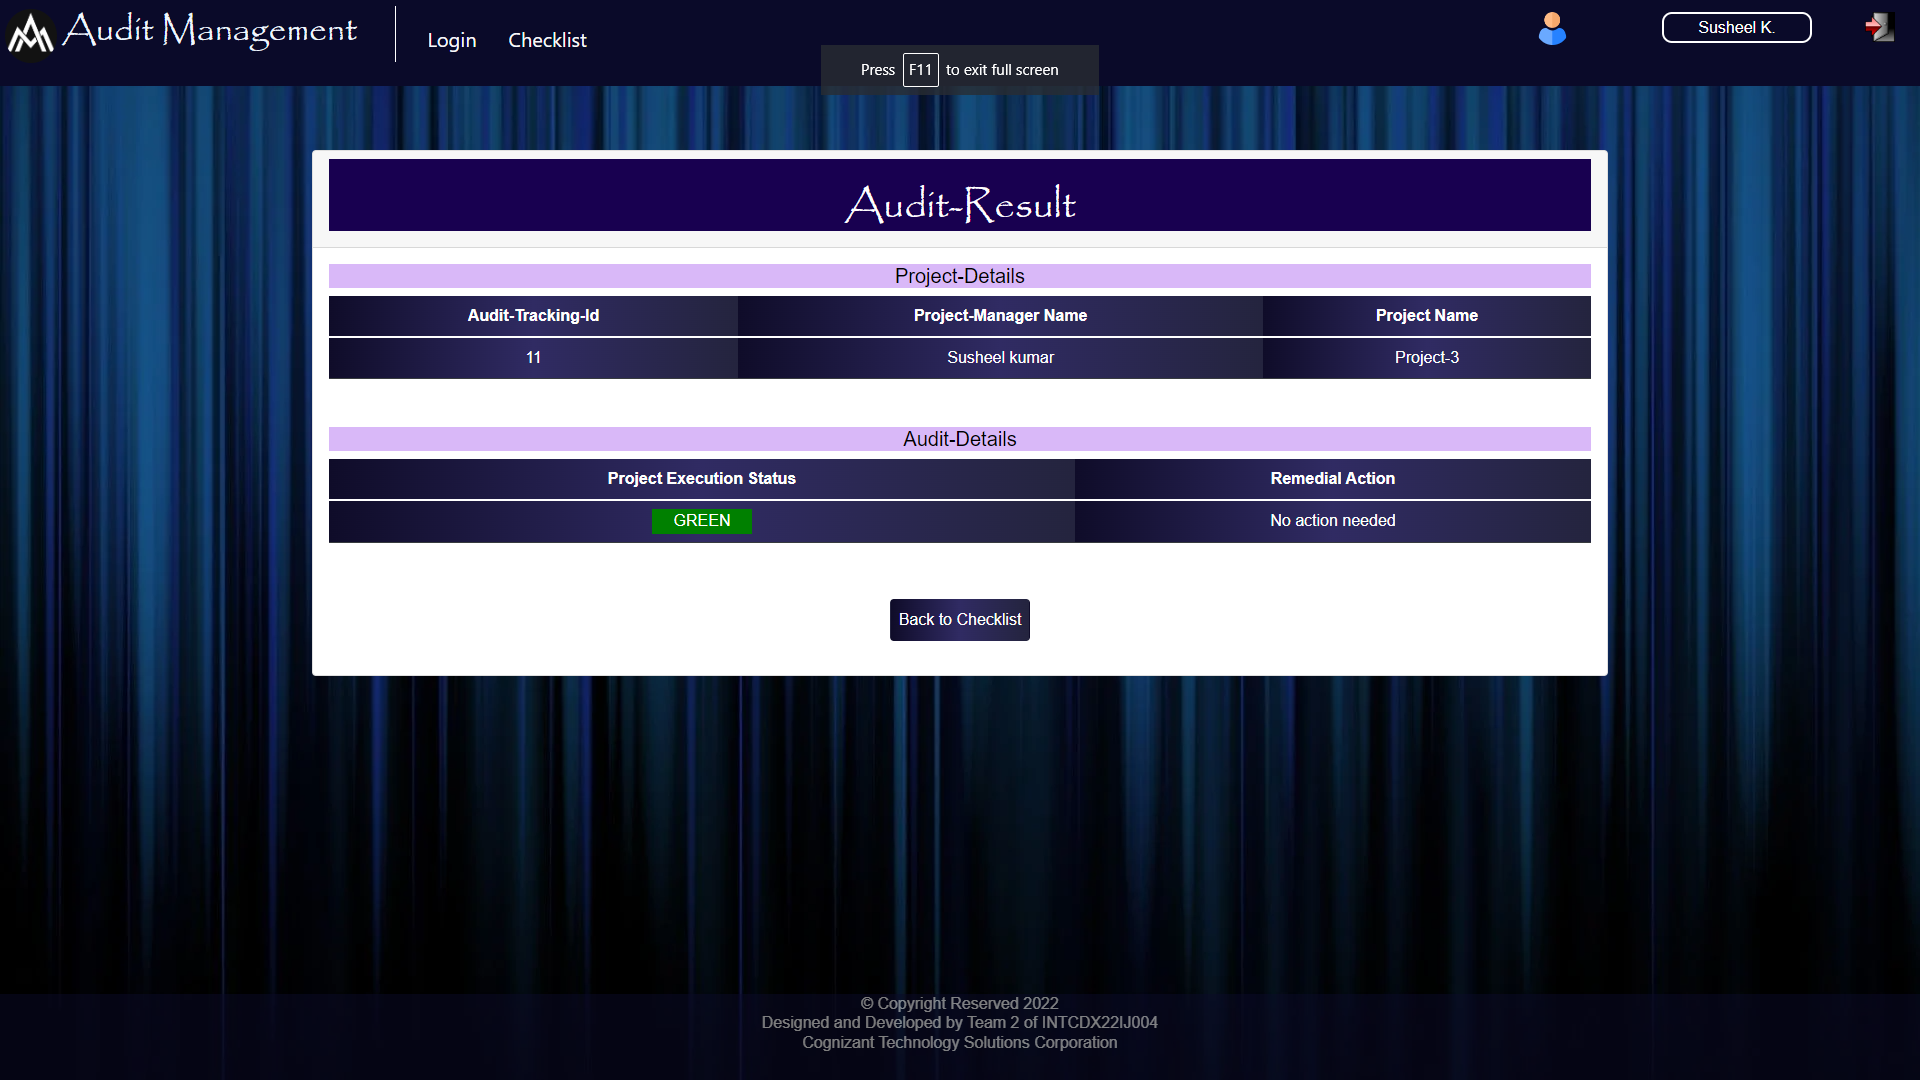 Audit Management
Login Checklist
Press F11 to exit full screen
Susheel K.
Audit-Result
Project-Details
Audit-Tracking-Id Project-Manager Name Project Name
11 Susheel kumar Project-3
Audit-Details
Project Execution Status Remedial Action
GREEN No action needed
Back to Checklist
© Copyright Reserved 2022
Designed and Developed by Team 2 of INTCDX22IJ004
Cognizant Technology Solutions Corporation